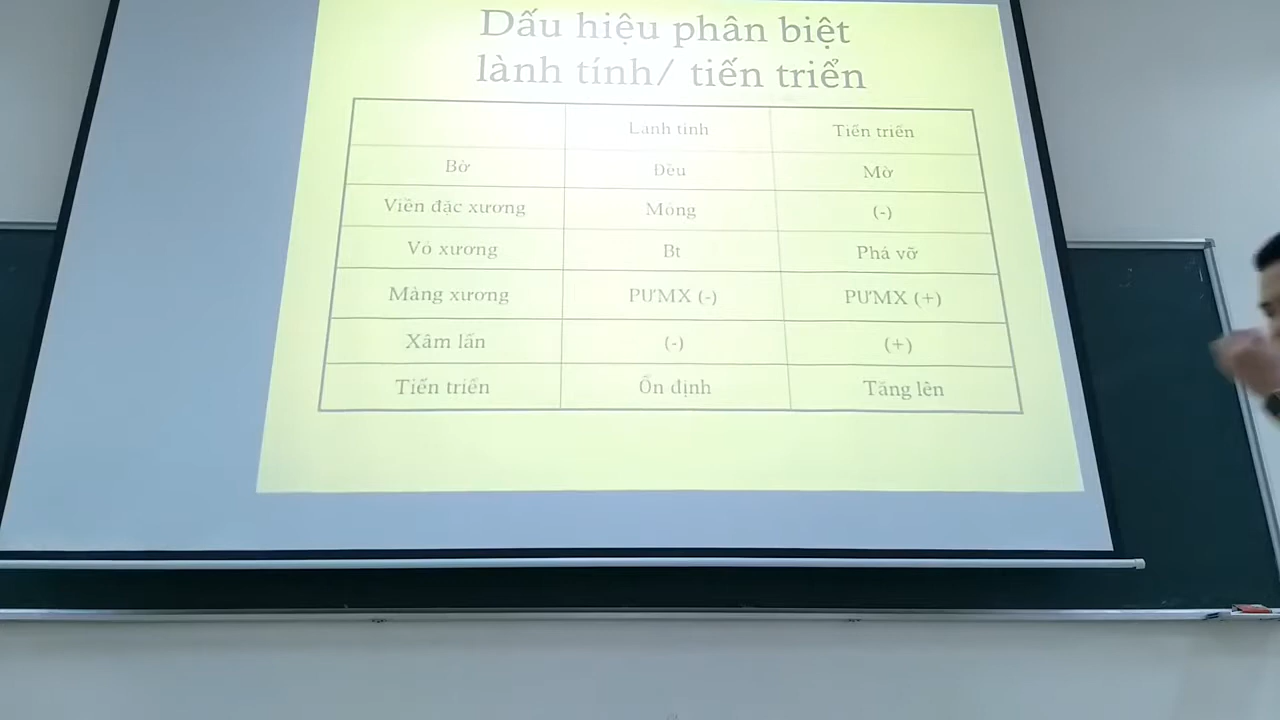 Dấu hiệu phân biệt
lành tính/ tiến triển
Lành tính Tiến triển
Bờ Đều Mờ
Viền đặc xương Mỏng (-)
Vỏ xương Bt Phá vỡ
Màng xương PƯMX (-) PƯMX (+)
Xâm lấn (-) (+)
Tiến triển Ổn định Tăng lên